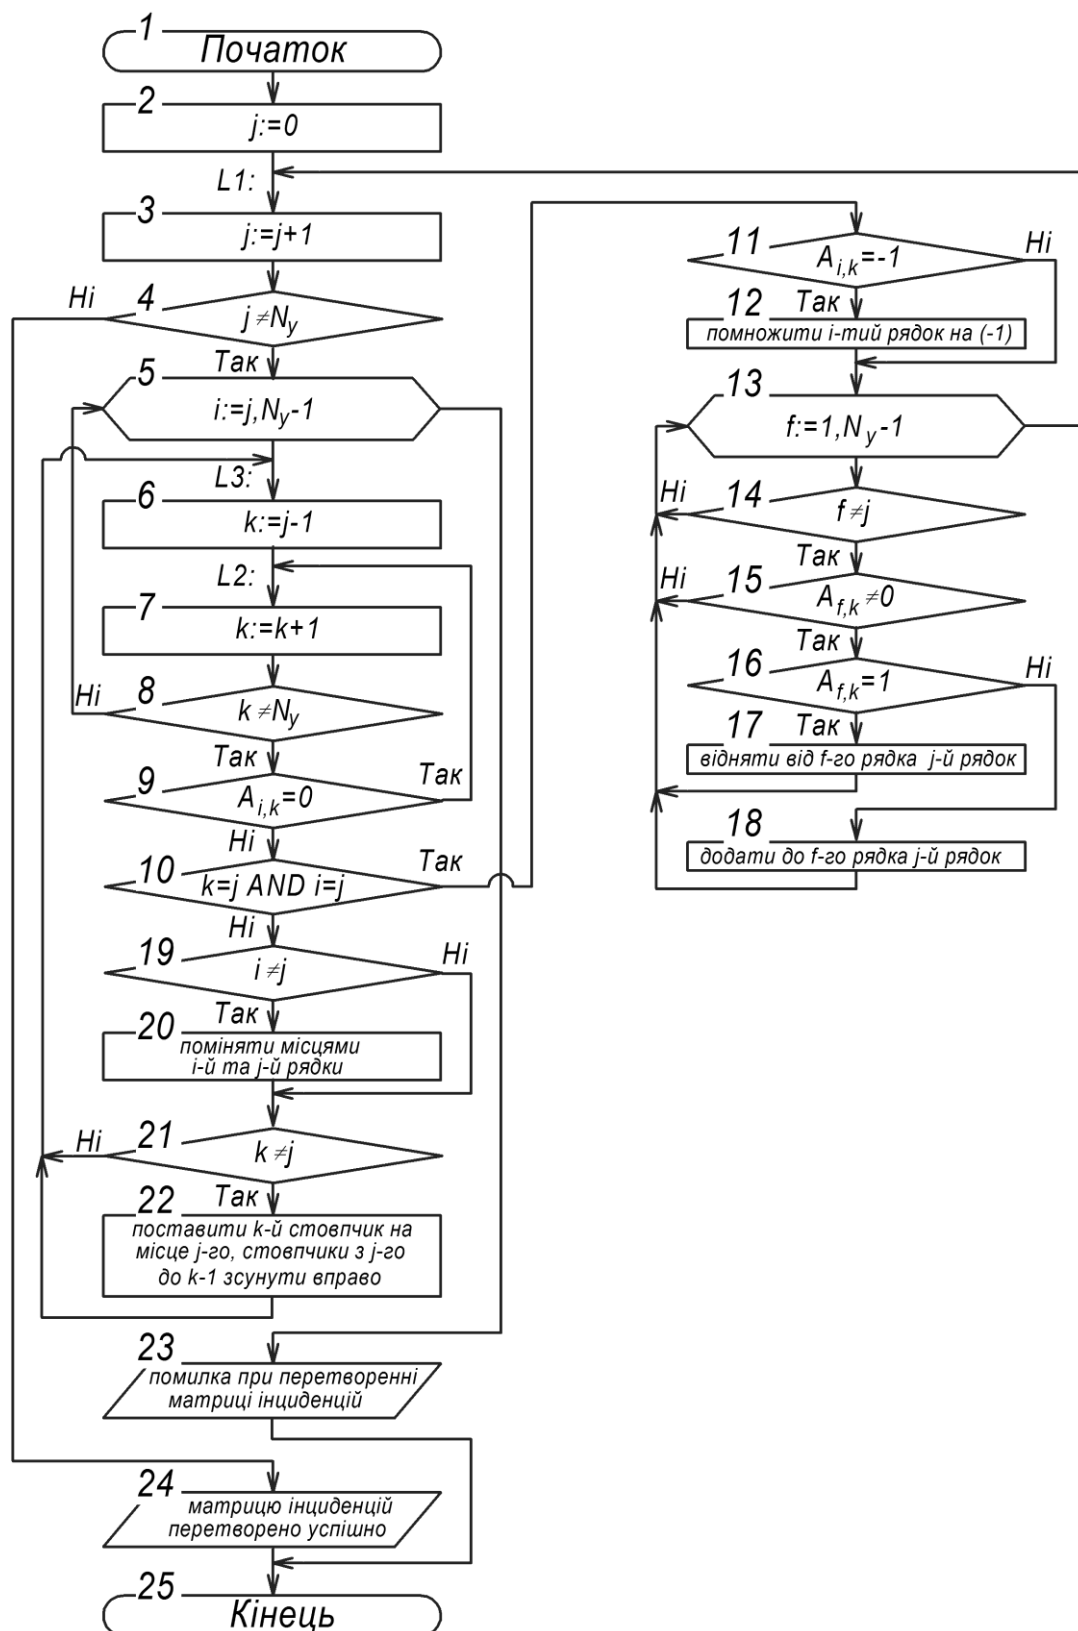 1
Початок
2
j:=0
L1:
3
j:=j+1
Ні
4
j≠Ny
Так
5
i:=j,Ny-1
L3:
6
k:=j-1
L2:
7
k:=k+1
Ні
8
k≠Ny
Так
Так
9
Ai,k=0
Ні
Так
10
k=j AND i=j
Ні
Ні
19
i≠j
Так
20
поміняти місцями
i-й та j-й рядки
Ні
21
k≠j
Так
22
поставити k-й стовпчик на
місце j-го, стовпчики з j-го
до k-1 зсунути вправо
23
помилка при перетворенні
матриці інциденцій
24
матрицю інциденцій
перетворено успішно
25
Кінець
11
Ai,k=-1
Ні
Так
12
помножити i-тий рядок на (-1)
13
f:=1,Ny-1
Ні
14
f≠j
Так
Ні
15
Af,k≠0
Так
16
Af,k=1
Ні
Так
17
відняти від f-го рядка j-й рядок
18
додати до f-го рядка j-й рядок